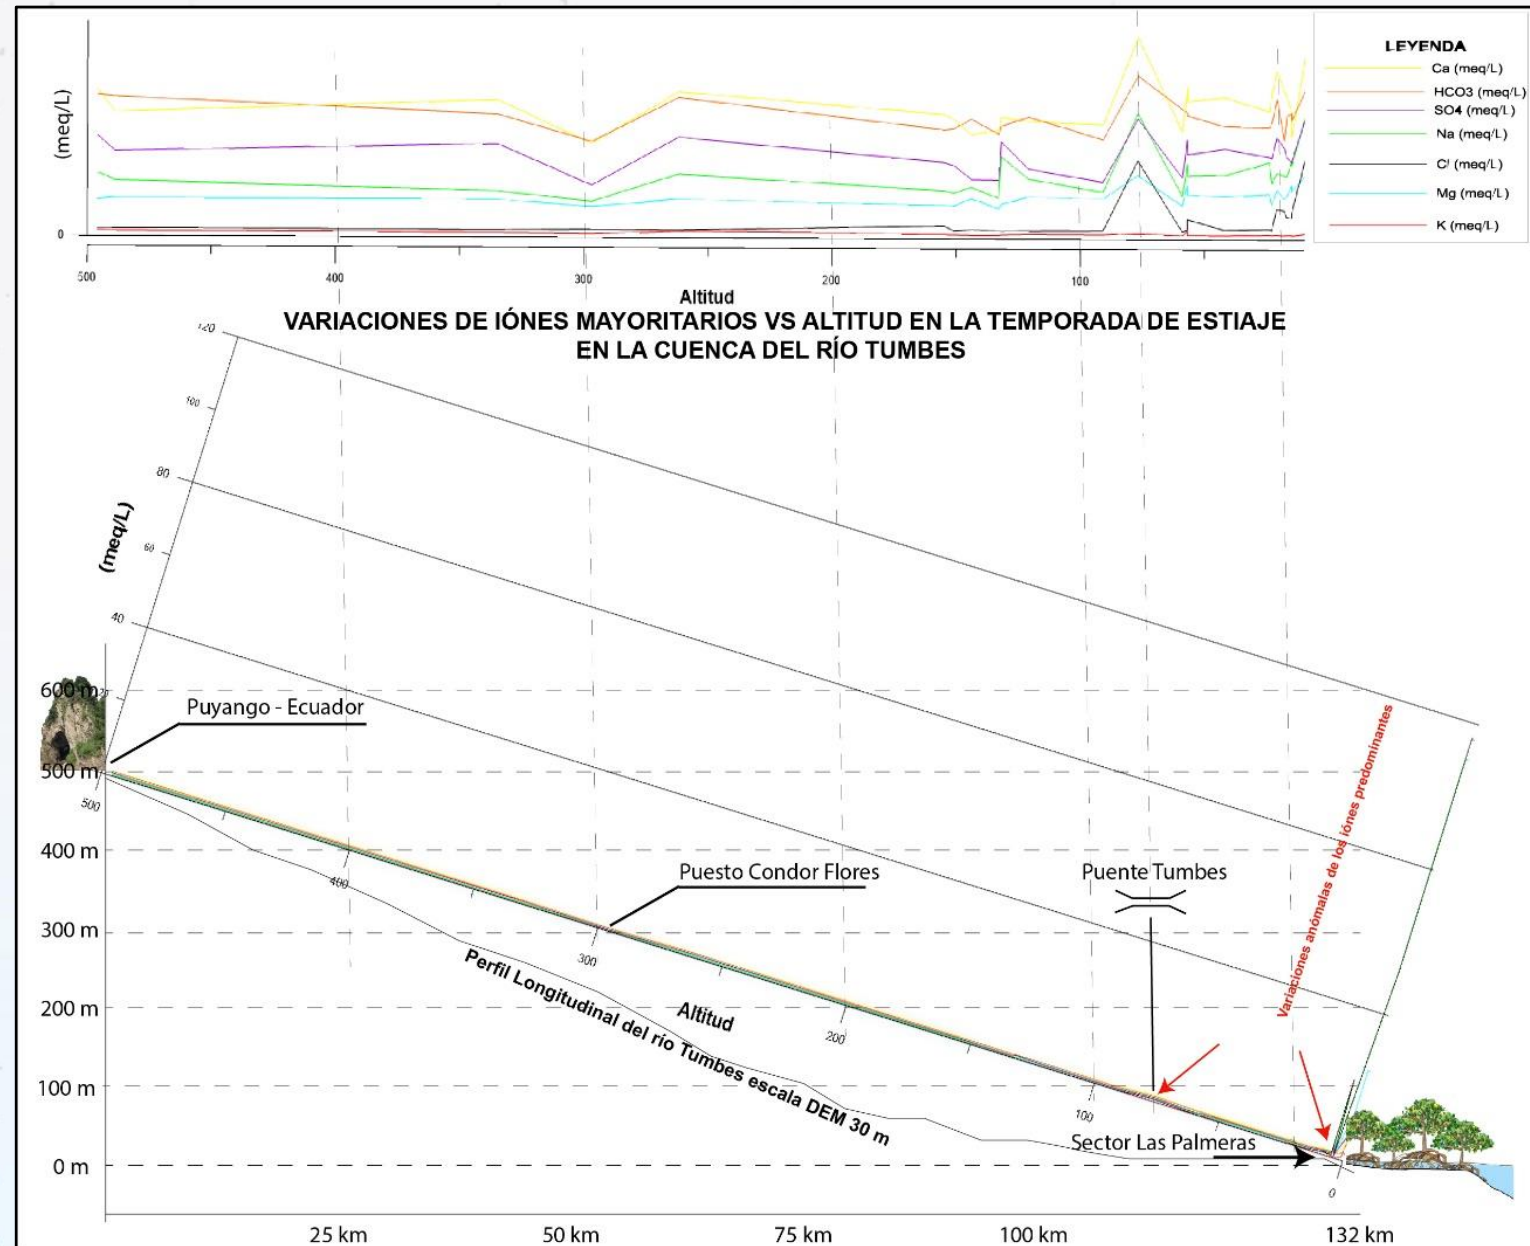 (meq/L)
0
500
400
300
200
100
Altitud
LEYENDA
Ca (meq/L)
HCO3 (meq/L)
SO4 (meq/L)
Na (meq/L)
Cl (meq/L)
Mg (meq/L)
K (meq/L)
VARIACIONES DE IÓNES MAYORITARIOS VS ALTITUD EN LA TEMPORADA DE ESTIAJE
EN LA CUENCA DEL RÍO TUMBES
120
100
80
60
40
20
(meq/L)
600 m
500 m
400 m
300 m
200 m
100 m
0 m
Puyango - Ecuador
Puesto Condor Flores
Puente Tumbes
Variaciones anómalas de los iónes predominantes
500
400
300
200
100
0
Altitud
Perfil Longitudinal del río Tumbes escala DEM 30 m
Sector Las Palmeras
25 km
50 km
75 km
100 km
132 km